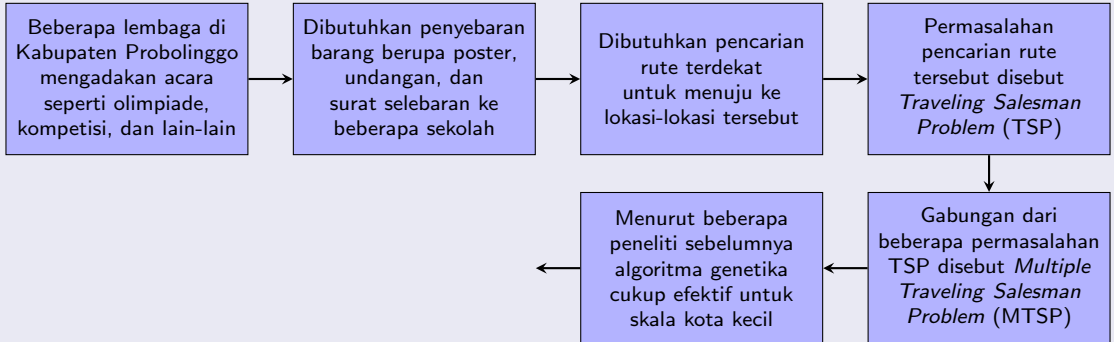 Beberapa lembaga di
Kabupaten Probolinggo
mengadakan acara
seperti olimpiade,
kompetisi, dan lain-lain
Dibutuhkan penyebaran
barang berupa poster,
undangan, dan
surat selebaran ke
beberapa sekolah
Dibutuhkan pencarian
rute terdekat
untuk menuju ke
lokasi-lokasi tersebut
Permasalahan
pencarian rute
tersebut disebut
Traveling Salesman
Problem (TSP)
Gabungan dari
beberapa permasalahan
TSP disebut Multiple
Traveling Salesman
Problem (MTSP)
Menurut beberapa
peneliti sebelumnya
algoritma genetika
cukup efektif untuk
skala kota kecil